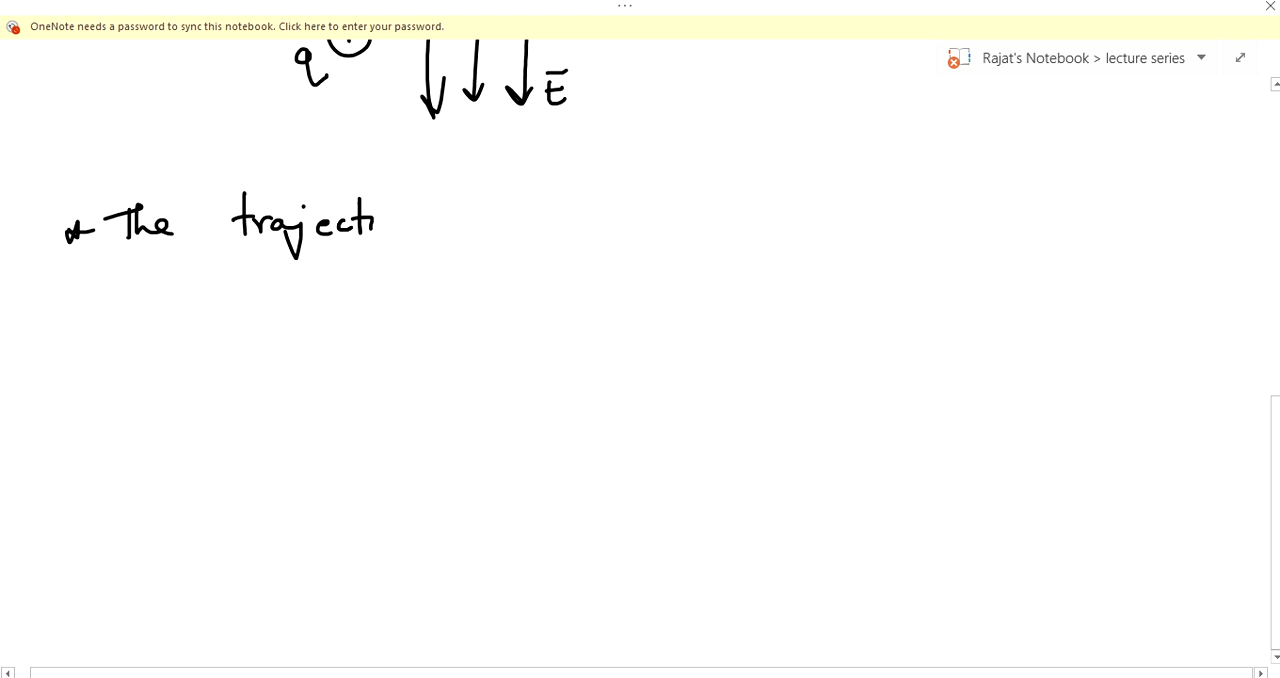 OneNote needs a password to sync this notebook. Click here to enter your password.
Rajat's Notebook > lecture series
q
E̅
* The traject